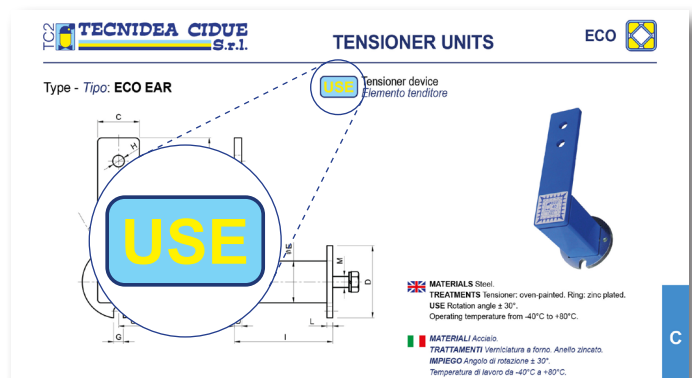 TC2
TECNIDEA CIDUE
S.r.l.
TENSIONER UNITS
ECO
Type - Tipo: ECO EAR
USE
Tensioner device
Elemento tenditore
C
H
USE
M
D
L
I
G
MATERIALS Steel.
TREATMENTS Tensioner: oven-painted. Ring: zinc plated.
USE Rotation angle ± 30°.
Operating temperature from -40°C to +80°C.
C
MATERIALI Acciaio.
TRATTAMENTI Verniciatura a forno. Anello zincato.
IMPIEGO Angolo di rotazione ± 30°.
Temperatura di lavoro da -40°C a +80°C.